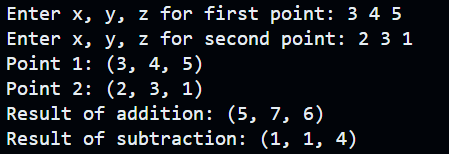 Enter x, y, z for first point: 3 4 5
Enter x, y, z for second point: 2 3 1
Point 1: (3, 4, 5)
Point 2: (2, 3, 1)
Result of addition: (5, 7, 6)
Result of subtraction: (1, 1, 4)